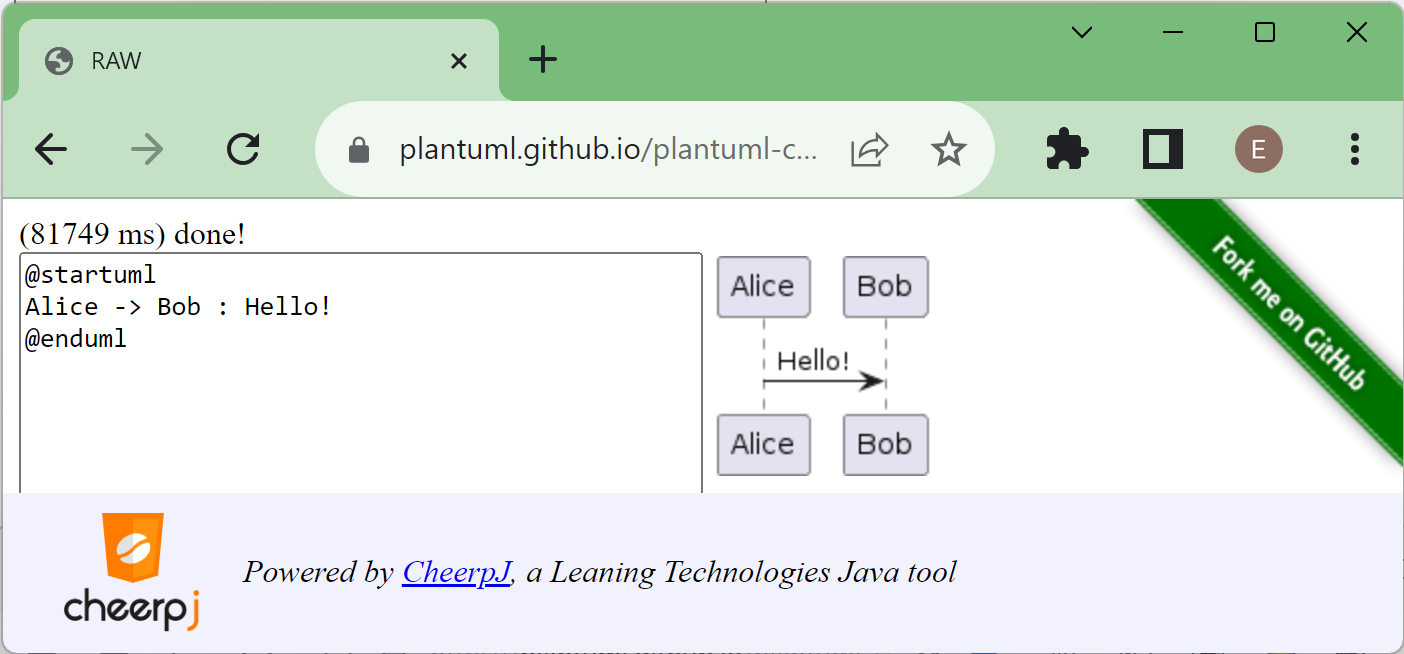 RAW
plantuml.github.io/plantuml-c...
E
(81749 ms) done!
@startuml
Alice -> Bob : Hello!
@enduml
Alice Bob
Hello!
Alice Bob
Fork me on GitHub
cheerpj
Powered by CheerpJ, a Leaning Technologies Java tool